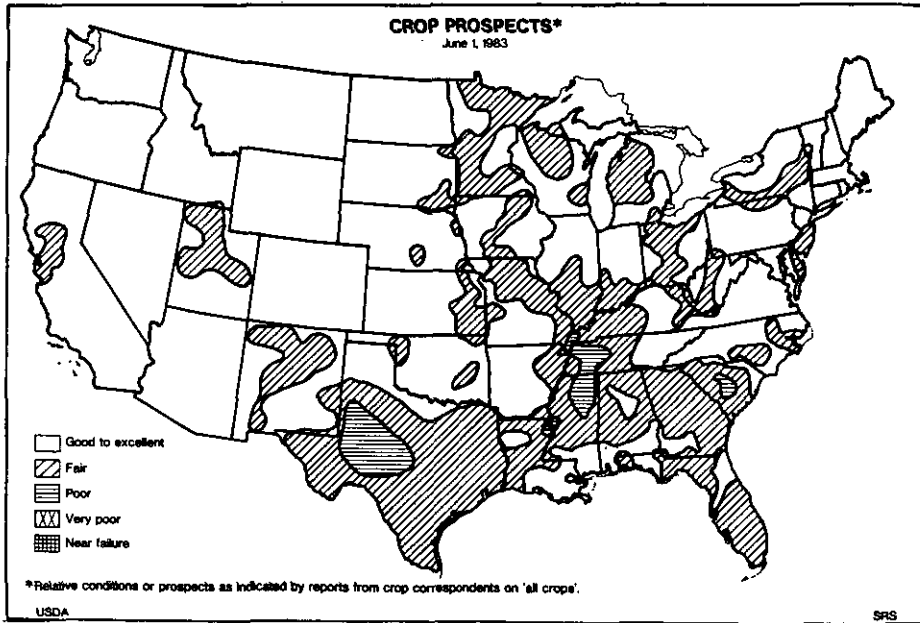 CROP PROSPECTS*
June 1, 1983
Good to excellent
Fair
Poor
Very poor
Near failure
*Relative conditions or prospects as indicated by reports from crop correspondents on 'all crops'.
USDA
SRS